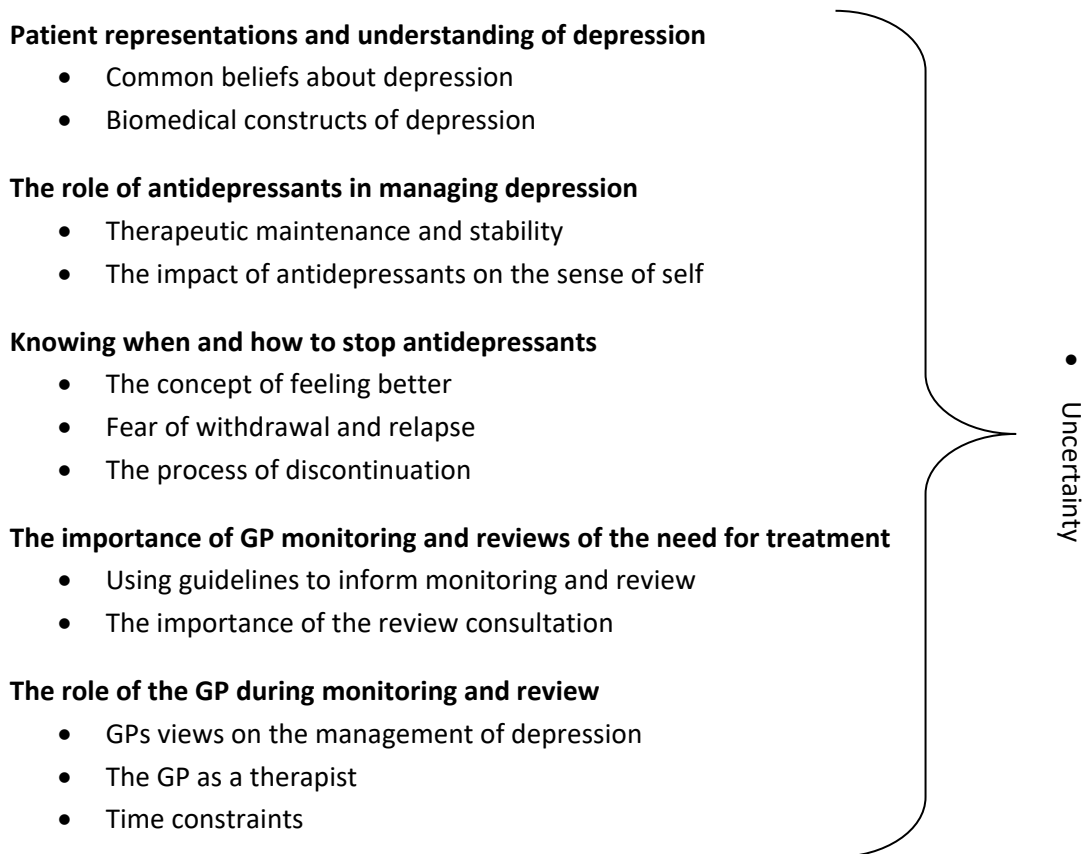 Patient representations and understanding of depression
• Common beliefs about depression
• Biomedical constructs of depression
The role of antidepressants in managing depression
• Therapeutic maintenance and stability
• The impact of antidepressants on the sense of self
Knowing when and how to stop antidepressants
• The concept of feeling better
• Fear of withdrawal and relapse
• The process of discontinuation
The importance of GP monitoring and reviews of the need for treatment
• Using guidelines to inform monitoring and review
• The importance of the review consultation
The role of the GP during monitoring and review
• GPs views on the management of depression
• The GP as a therapist
• Time constraints
• Uncertainty